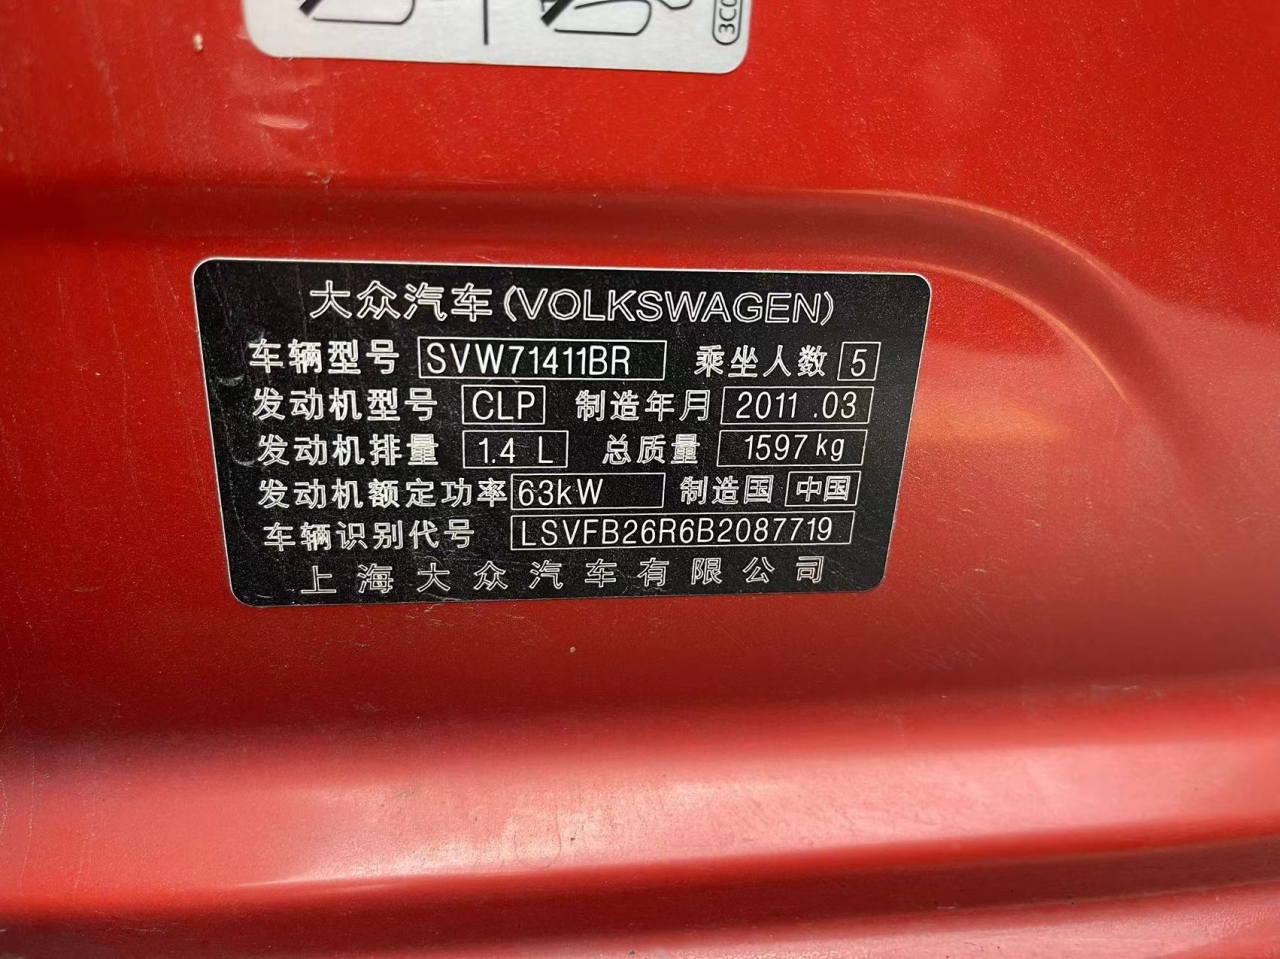 3C0
大众汽车(VOLKSWAGEN)
车辆型号 SVW71411BR 乘坐人数 5
发动机型号 CLP 制造年月 2011.03
发动机排量 1.4 L 总质量 1597 kg
发动机额定功率 63kW 制造国 中国
车辆识别代号 LSVFB26R6B2087719
上海大众汽车有限公司